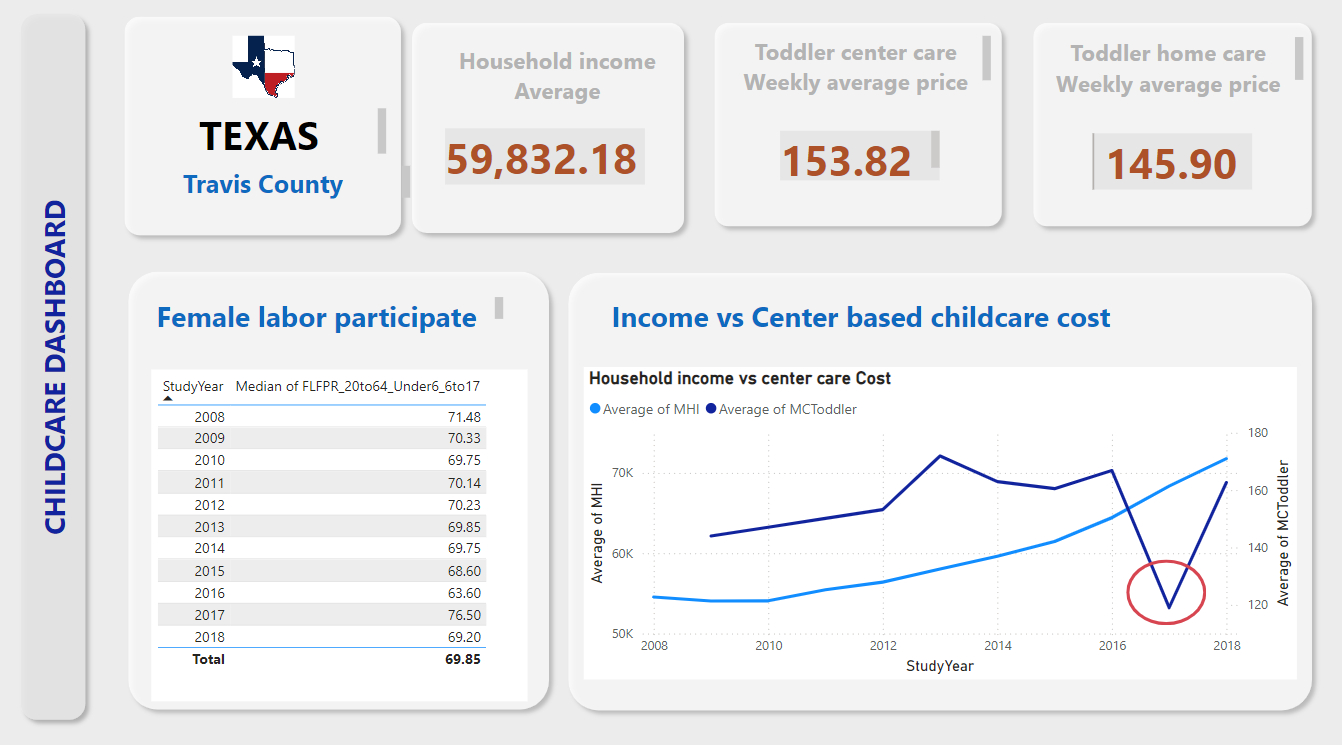 CHILDCARE DASHBOARD
TEXAS
Travis County
Household income
Average
59,832.18
Toddler center care
Weekly average price
153.82
Toddler home care
Weekly average price
145.90
Female labor participate
StudyYear Median of FLFPR_20to64_Under6_6to17
2008 71.48
2009 70.33
2010 69.75
2011 70.14
2012 70.23
2013 69.85
2014 69.75
2015 68.60
2016 63.60
2017 76.50
2018 69.20
Total 69.85
Income vs Center based childcare cost
Household income vs center care Cost
Average of MHI Average of MCToddler
Average of MHI
70K
60K
50K
180
160
140
120
Average of MCToddler
2008 2010 2012 2014 2016 2018
StudyYear